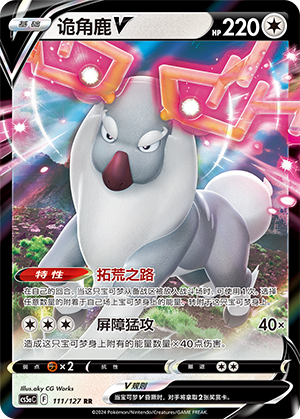 基础 诡角鹿V HP 220
特性 拓荒之路
在自己的回合，当这只宝可梦从备战区被放入战斗场时，可使用1次。选择
任意数量的附着于自己场上宝可梦身上的能量，转附于这只宝可梦身上。
屏障猛攻 40×
造成这只宝可梦身上附有的能量数量×40点伤害。
弱点 ×2 抵抗力 撤退
Illus.aky CG Works
V规则
当宝可梦V昏厥时，对手将拿取2张奖赏卡。
CS5aC F 111/127 RR
©2024 Pokémon/Nintendo/Creatures/GAME FREAK.